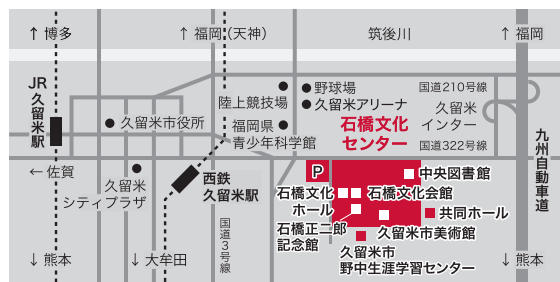 ↑ 博多
↑ 福岡（天神）
筑後川
↑ 福岡
JR
久留米駅
陸上競技場
野球場
久留米アリーナ
国道210号線
久留米
インター
久留米市役所
福岡県
青少年科学館
石橋文化
センター
国道322号線
九州自動車道
← 佐賀
久留米
シティプラザ
西鉄
久留米駅
P
中央図書館
石橋文化
ホール
石橋文化会館
共同ホール
石橋正二郎
記念館
久留米市美術館
国道3号線
久留米市
野中生涯学習センター
↓ 熊本
↓ 大牟田
↓ 熊本